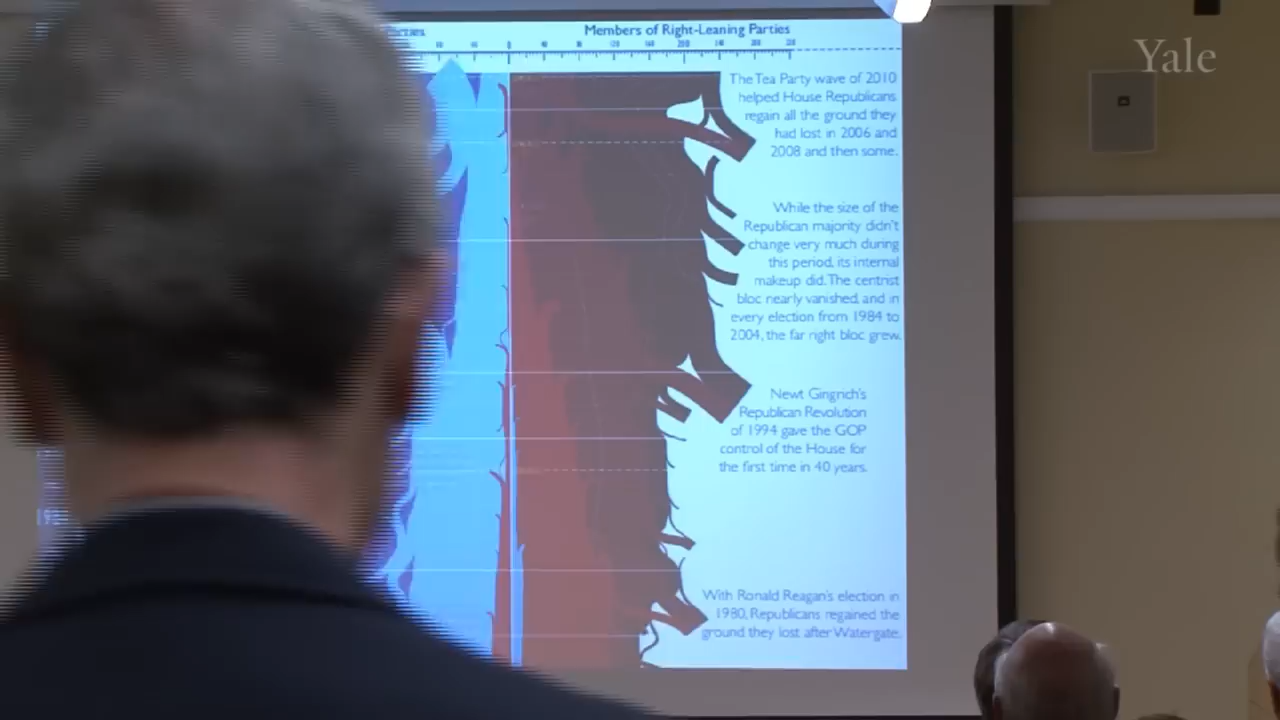 Yale
Members of Right-Leaning Parties
The Tea Party wave of 2010
helped House Republicans
regain all the ground they
had lost in 2006 and
2008 and then some.
While the size of the
Republican majority didn't
change very much during
this period, its internal
makeup did. The centrist
bloc nearly vanished, and in
every election from 1984 to
2004, the far right bloc grew.
Newt Gingrich's
Republican Revolution
of 1994 gave the GOP
control of the House for
the first time in 40 years.
With Ronald Reagan's election in
1980, Republicans regained the
ground they lost after Watergate.